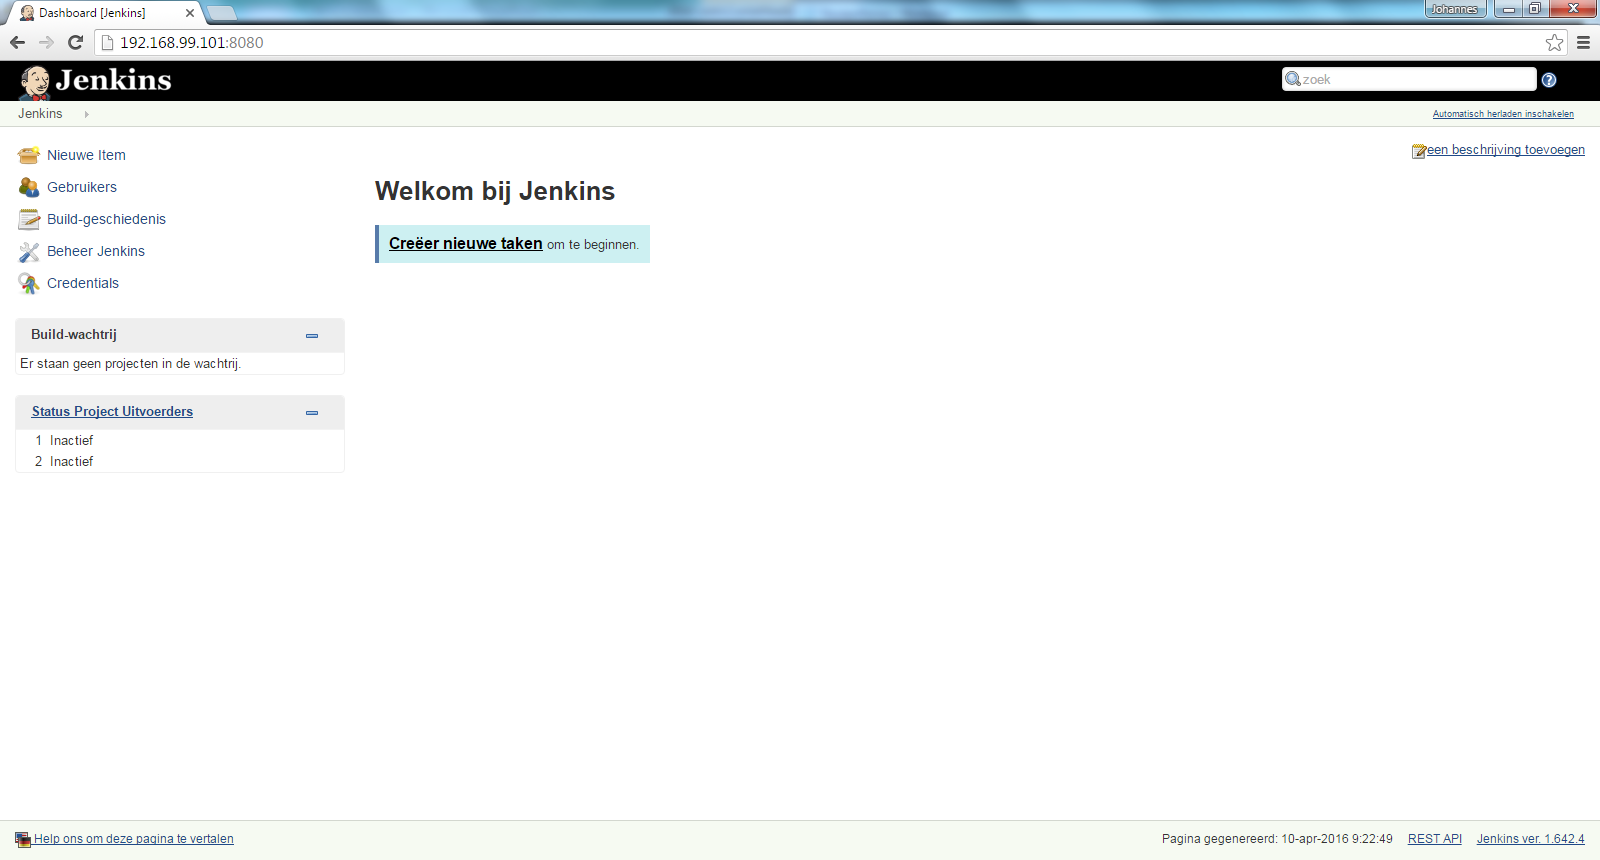 Dashboard [Jenkins]
Johannes
192.168.99.101:8080
Jenkins
zoek
Jenkins
Automatisch herladen inschakelen
Nieuwe Item
een beschrijving toevoegen
Gebruikers
Welkom bij Jenkins
Build-geschiedenis
Creëer nieuwe taken om te beginnen.
Beheer Jenkins
Credentials
Build-wachtrij
Er staan geen projecten in de wachtrij.
Status Project Uitvoerders
1 Inactief
2 Inactief
Help ons om deze pagina te vertalen
Pagina gegenereerd: 10-apr-2016 9:22:49 REST API Jenkins ver. 1.642.4